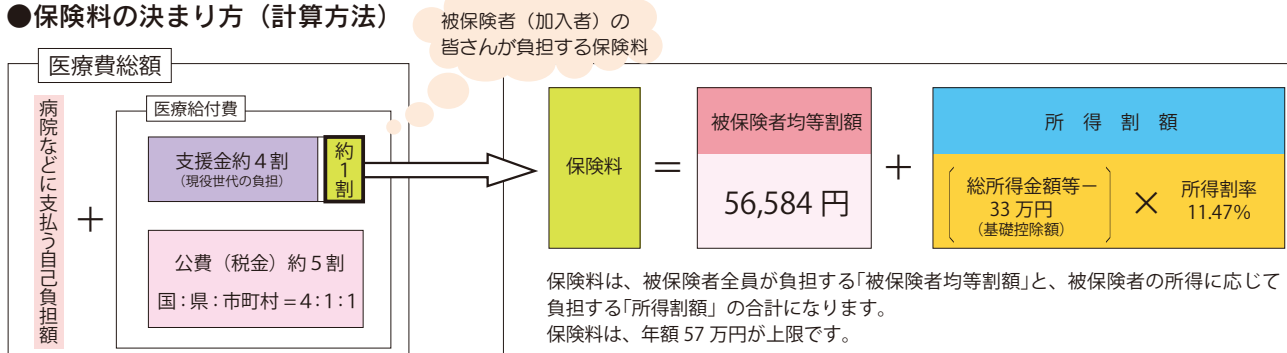 ●保険料の決まり方（計算方法）
被保険者（加入者）の
皆さんが負担する保険料
医療費総額
病院などに支払う自己負担額
＋
医療給付費
支援金約４割
（現役世代の負担）
約１割
公費（税金）約５割
国：県：市町村＝4：1：1
保険料
＝
被保険者均等割額
56,584 円
＋
所得割額
総所得金額等－
33 万円
（基礎控除額）
×
所得割率
11.47%
保険料は、被保険者全員が負担する「被保険者均等割額」と、被保険者の所得に応じて
負担する「所得割額」の合計になります。
保険料は、年額 57 万円が上限です。